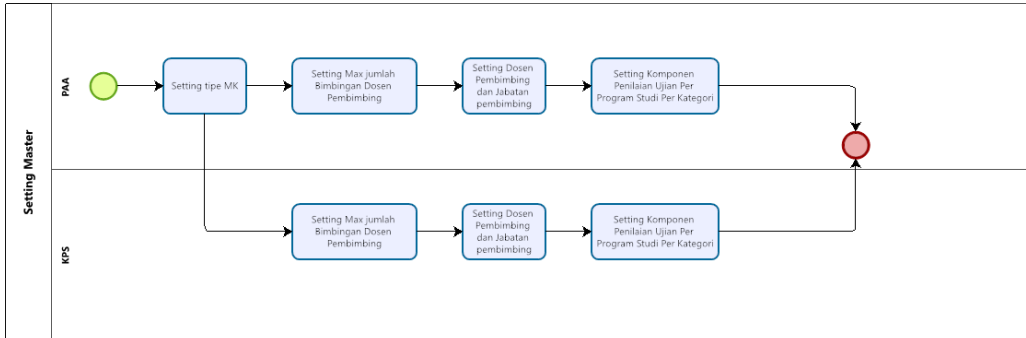 Setting Master
PAA
Setting tipe MK
Setting Max jumlah
Bimbingan Dosen
Pembimbing
Setting Dosen
Pembimbing
dan Jabatan
pembimbing
Setting Komponen
Penilaian Ujian Per
Program Studi Per Kategori
KPS
Setting Max jumlah
Bimbingan Dosen
Pembimbing
Setting Dosen
Pembimbing
dan Jabatan
pembimbing
Setting Komponen
Penilaian Ujian Per
Program Studi Per Kategori